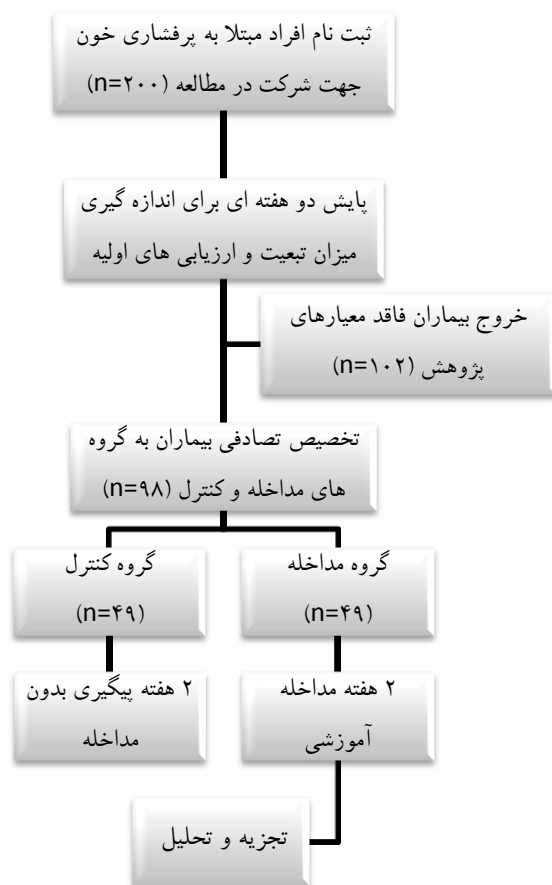 ثبت نام افراد مبتلا به پرفشاری خون
جهت شرکت در مطالعه (n=۲۰۰)
پایش دو هفته ای برای اندازه گیری
میزان تبعیت و ارزیابی های اولیه
خروج بیماران فاقد معیارهای
پژوهش (n=۱۰۲)
تخصیص تصادفی بیماران به گروه
های مداخله و کنترل (n=۹۸)
گروه مداخله
(n=۴۹)
گروه کنترل
(n=۴۹)
۲ هفته مداخله
آموزشی
۲ هفته پیگیری بدون
مداخله
تجزیه و تحلیل